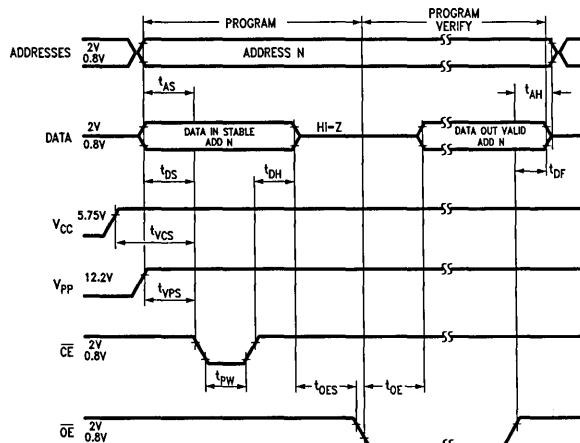 PROGRAM
PROGRAM VERIFY
ADDRESSES
2V
0.8V
ADDRESS N
tAS
tAH
DATA
2V
0.8V
DATA IN STABLE
ADD N
HI-Z
DATA OUT VALID
ADD N
tDS
tDH
tDF
VCC
5.75V
tVCS
VPP
12.2V
tVPS
CE
2V
0.8V
tPW
tOES
tOE
OE
2V
0.8V